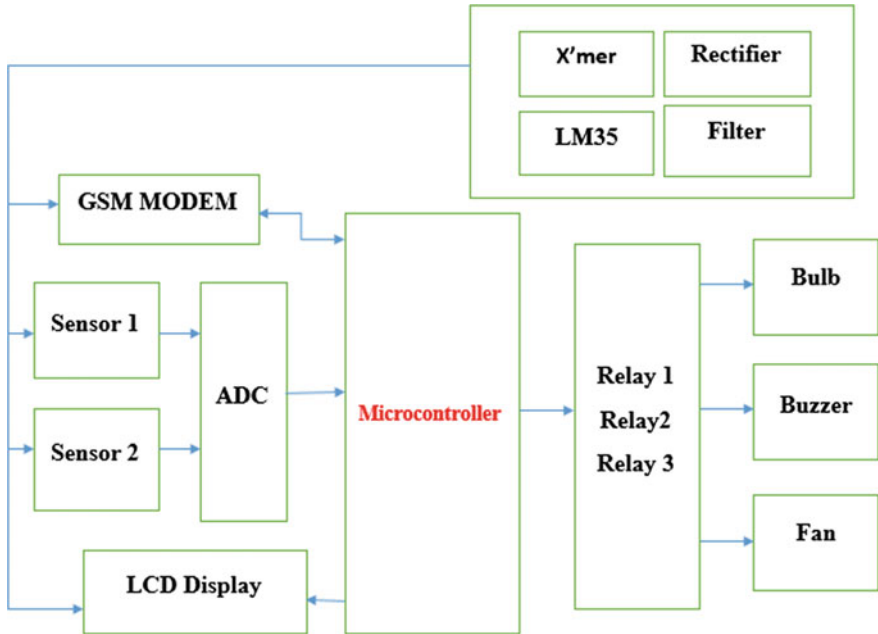 X'mer
Rectifier
LM35
Filter
GSM MODEM
Sensor 1
Sensor 2
ADC
LCD Display
Microcontroller
Relay 1
Relay2
Relay 3
Bulb
Buzzer
Fan